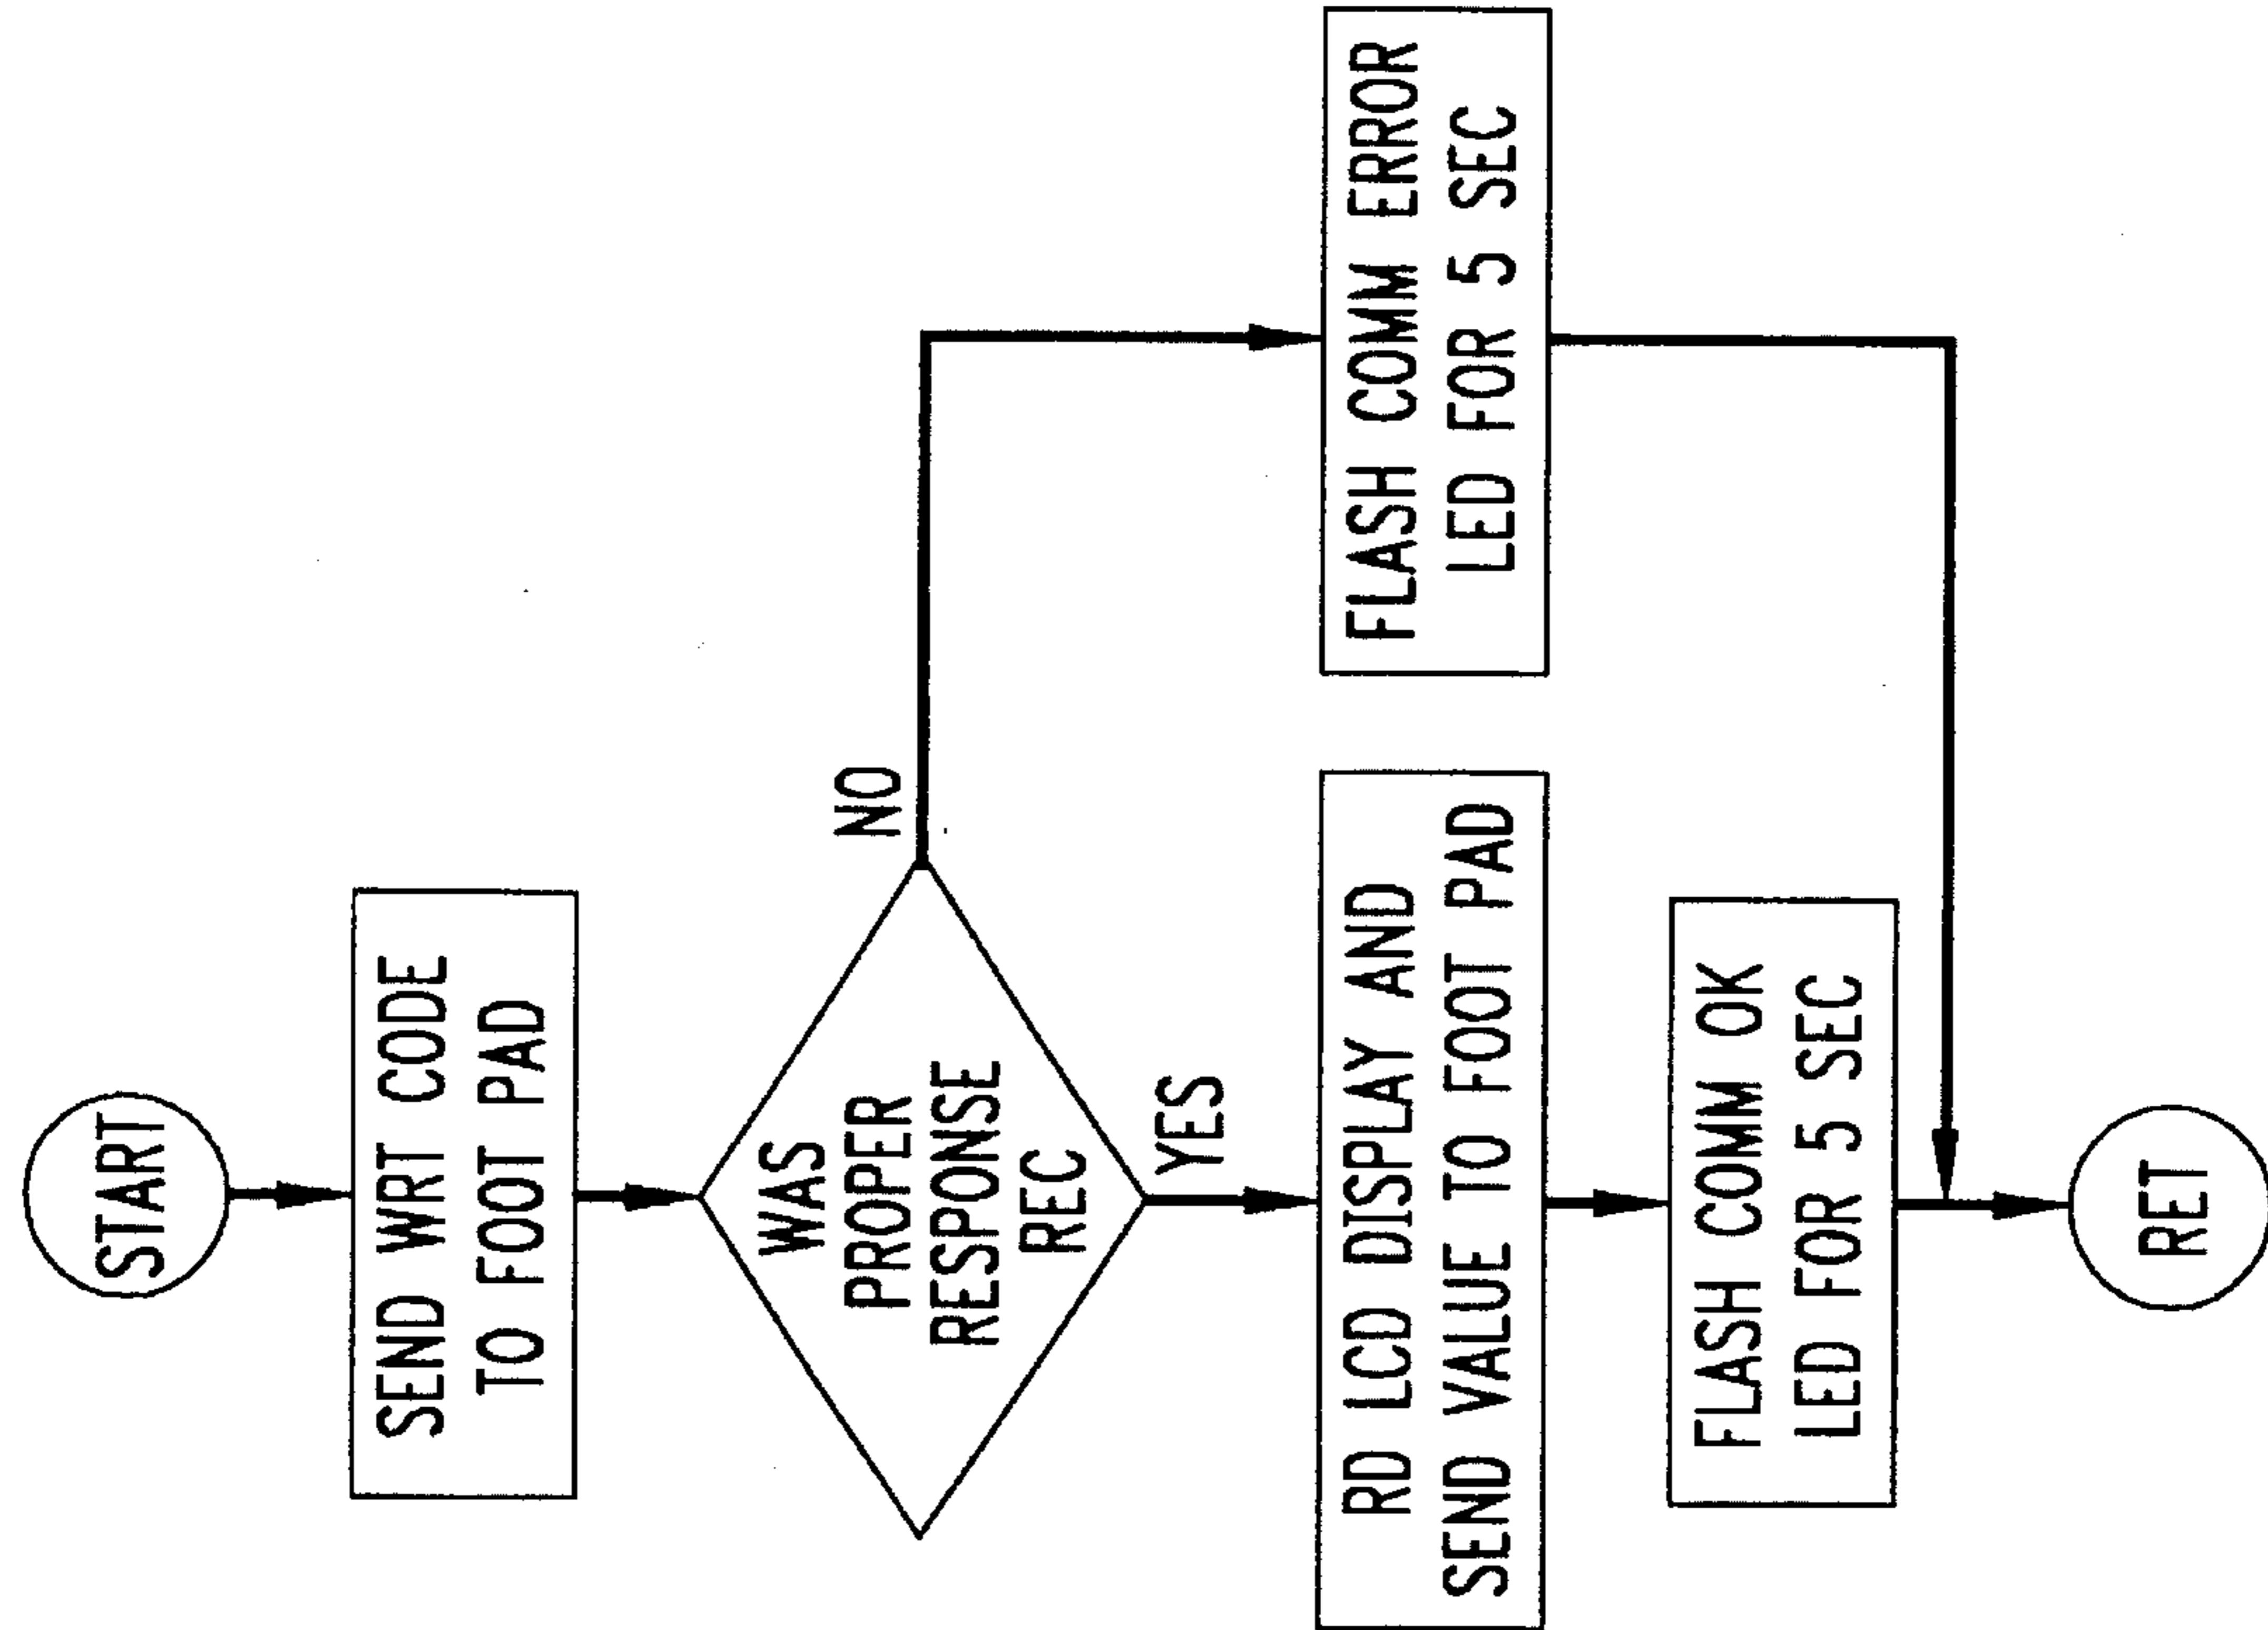 START
SEND WRT CODE
TO FOOT PAD
WAS
PROPER
RESPONSE
REC
NO
YES
RD LCD DISPLAY AND
SEND VALUE TO FOOT PAD
FLASH COMM ERROR
LED FOR 5 SEC
FLASH COMM OK
LED FOR 5 SEC
RET